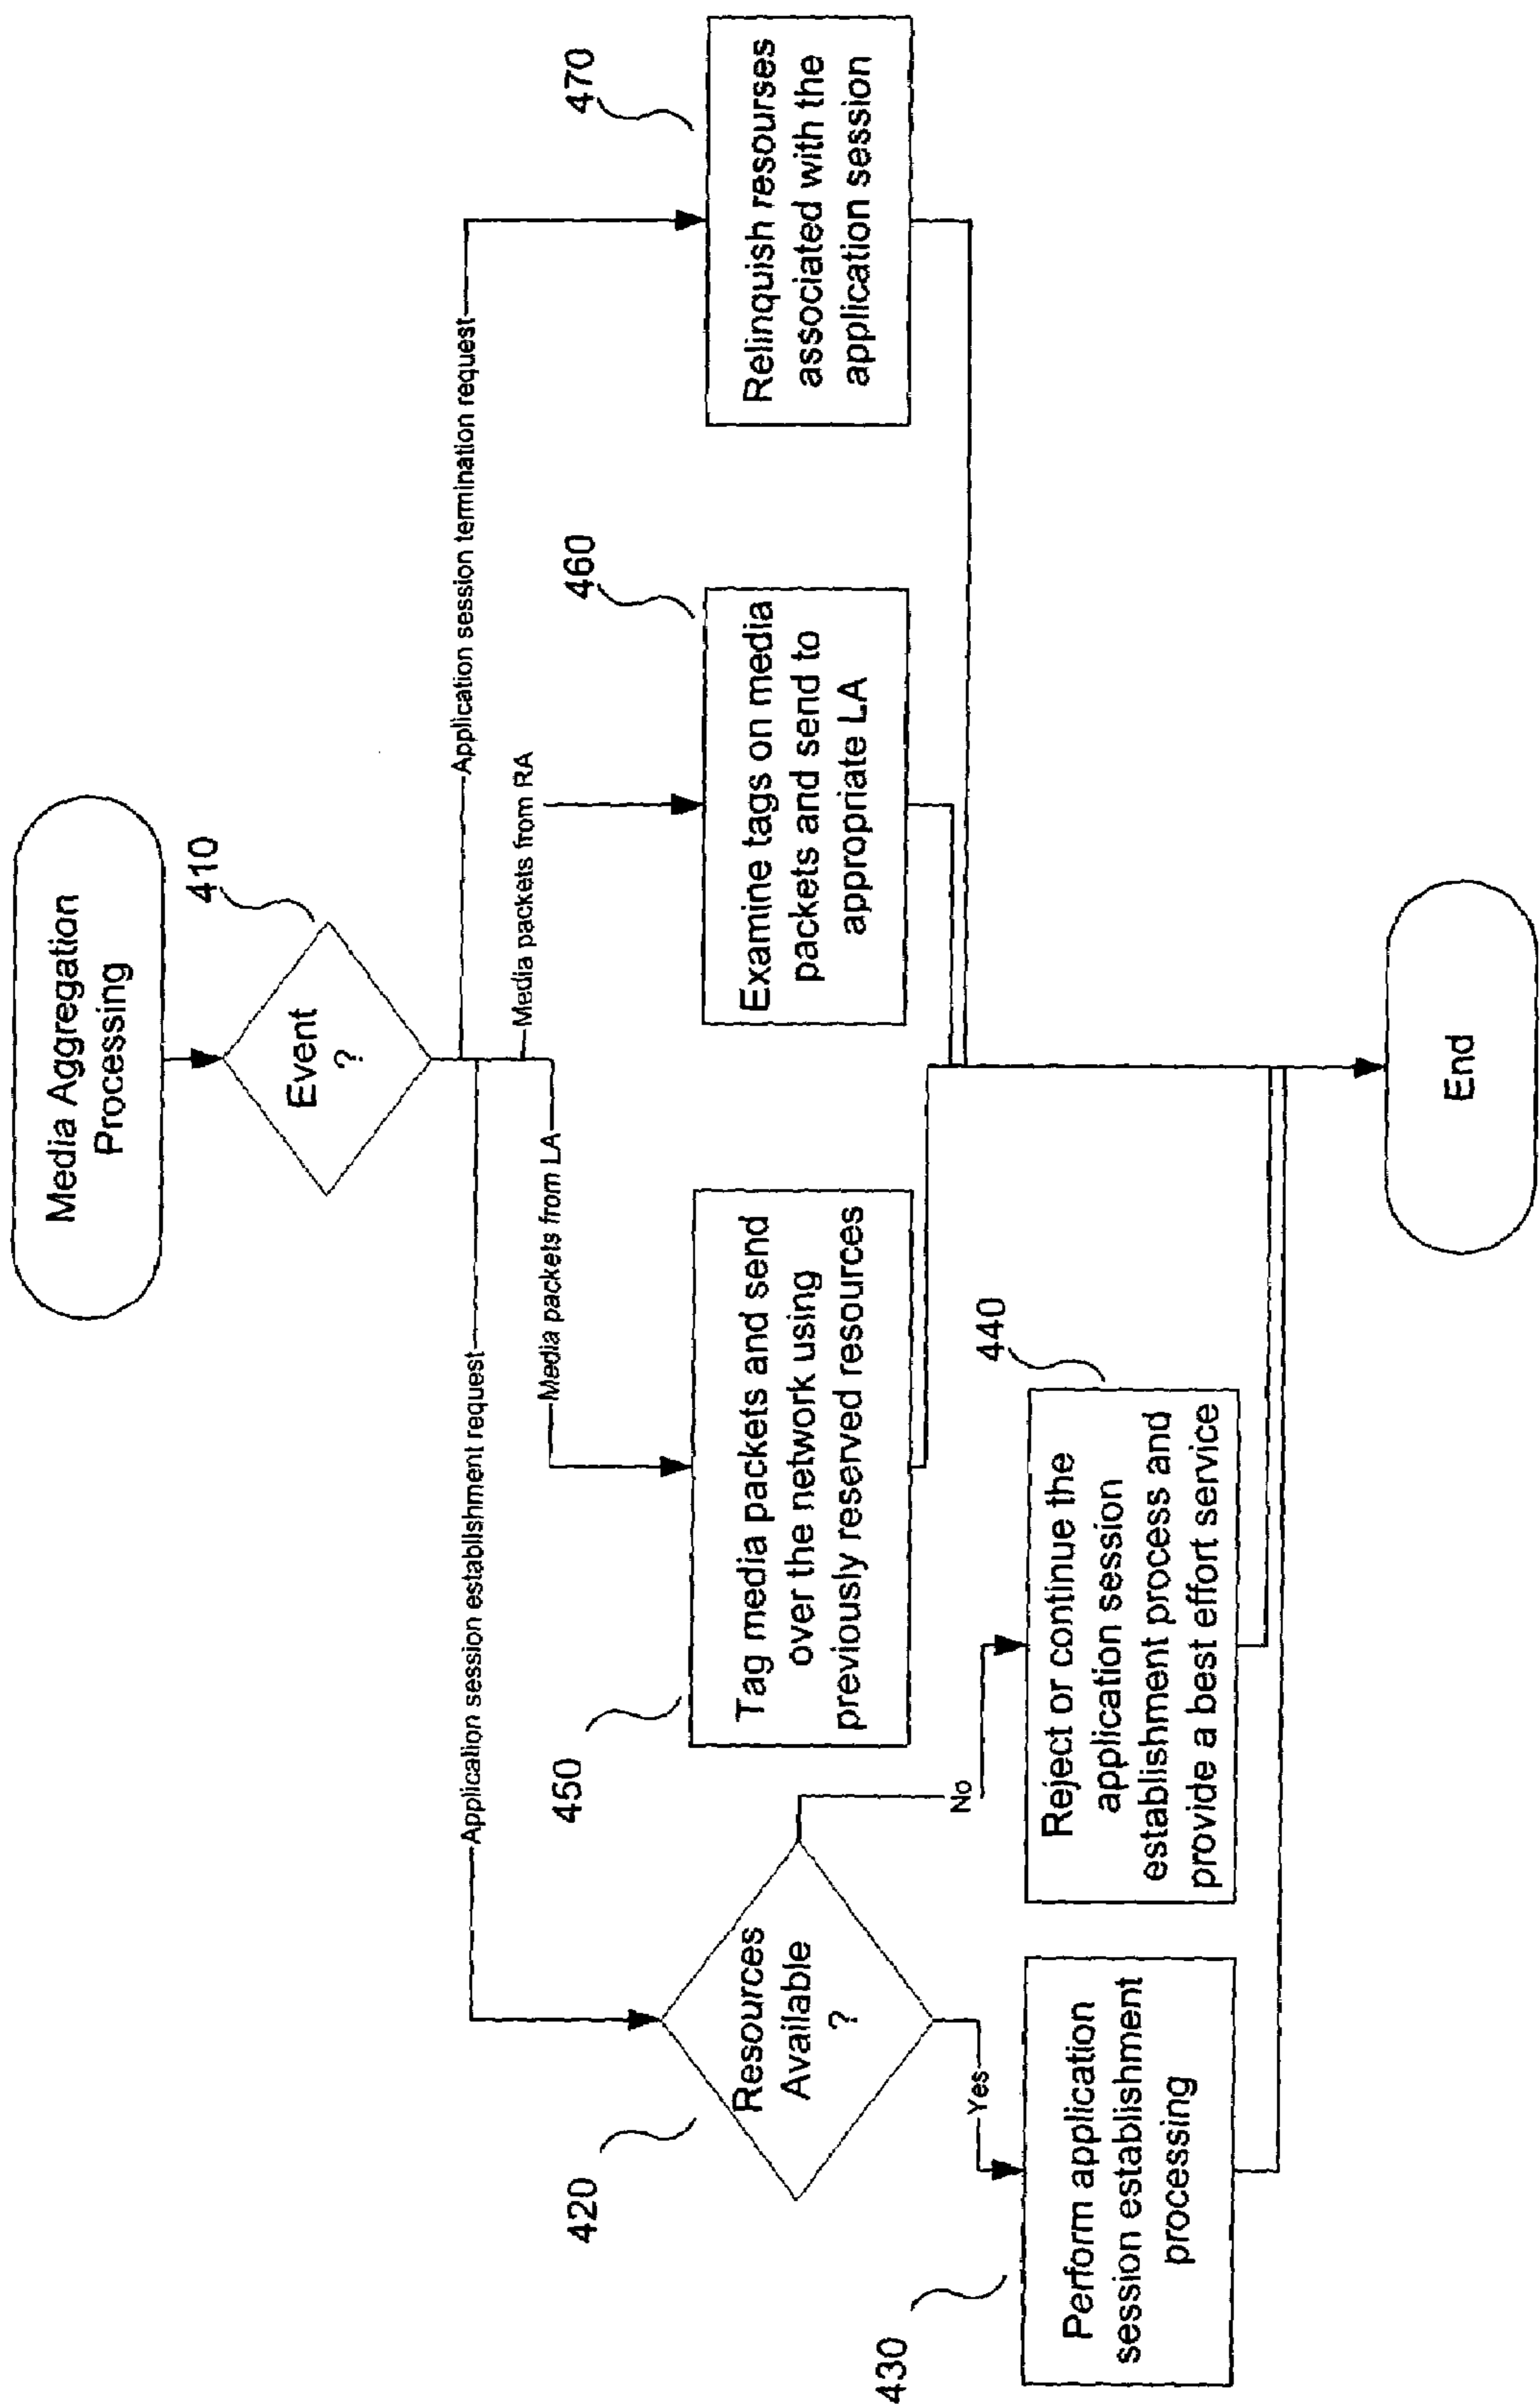 Media Aggregation
Processing
410
Event
?
Application session establishment request
Media packets from LA
Media packets from RA
Application session termination request
420
Resources
Available
?
450
Tag media packets and send
over the network using
previously reserved resources
460
Examine tags on media
packets and send to
appropriate LA
470
Relinquish resourses
associated with the
application session
Yes
No
430
Perform application
session establishment
processing
440
Reject or continue the
application session
establishment process and
provide a best effort service
End